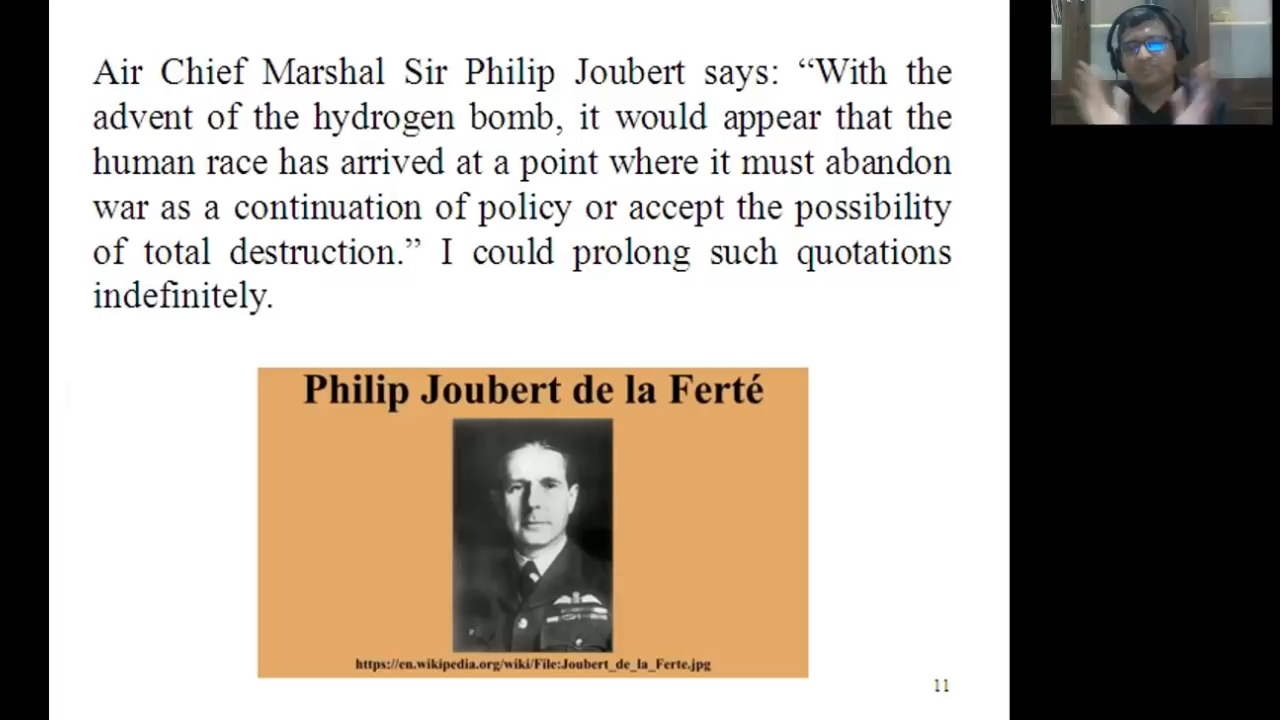 Air Chief Marshal Sir Philip Joubert says: “With the
advent of the hydrogen bomb, it would appear that the
human race has arrived at a point where it must abandon
war as a continuation of policy or accept the possibility
of total destruction.” I could prolong such quotations
indefinitely.
Philip Joubert de la Ferté
https://en.wikipedia.org/wiki/File:Joubert_de_la_Ferte.jpg
11